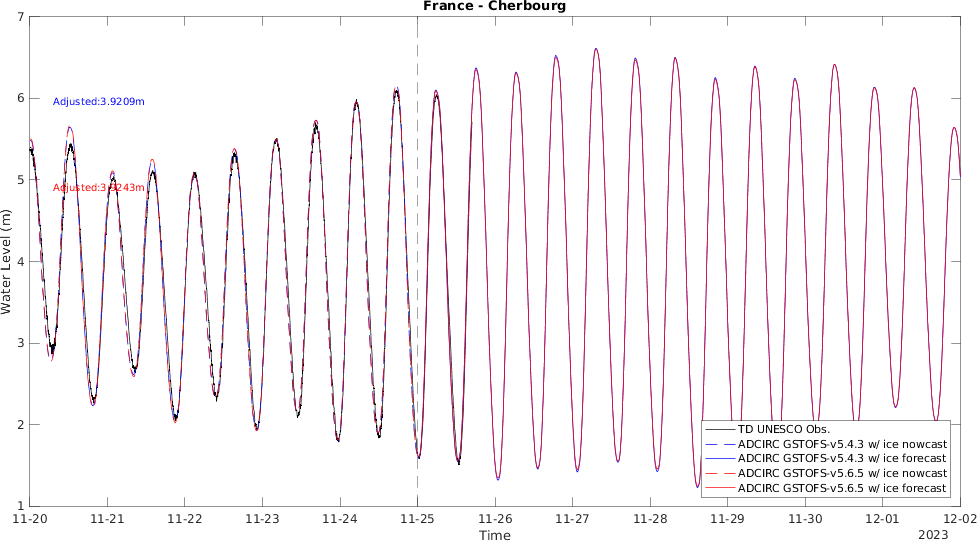 France - Cherbourg
7
6
5
4
3
2
1
Water Level (m)
Adjusted:3.9209m
Adjusted:3.9243m
TD UNESCO Obs.
ADCIRC GSTOFS-v5.4.3 w/ ice nowcast
ADCIRC GSTOFS-v5.4.3 w/ ice forecast
ADCIRC GSTOFS-v5.6.5 w/ ice nowcast
ADCIRC GSTOFS-v5.6.5 w/ ice forecast
11-20 11-21 11-22 11-23 11-24 11-25 11-26 11-27 11-28 11-29 11-30 12-01 12-02
Time
2023